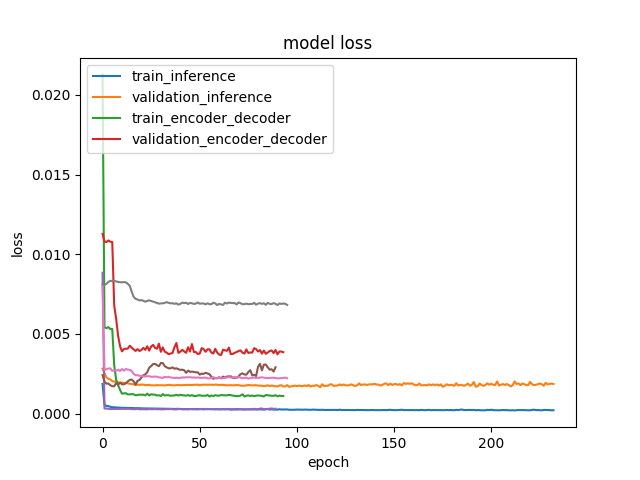 model loss
train_inference
validation_inference
train_encoder_decoder
validation_encoder_decoder
0.020
0.015
0.010
0.005
0.000
loss
0
50
100
150
200
epoch